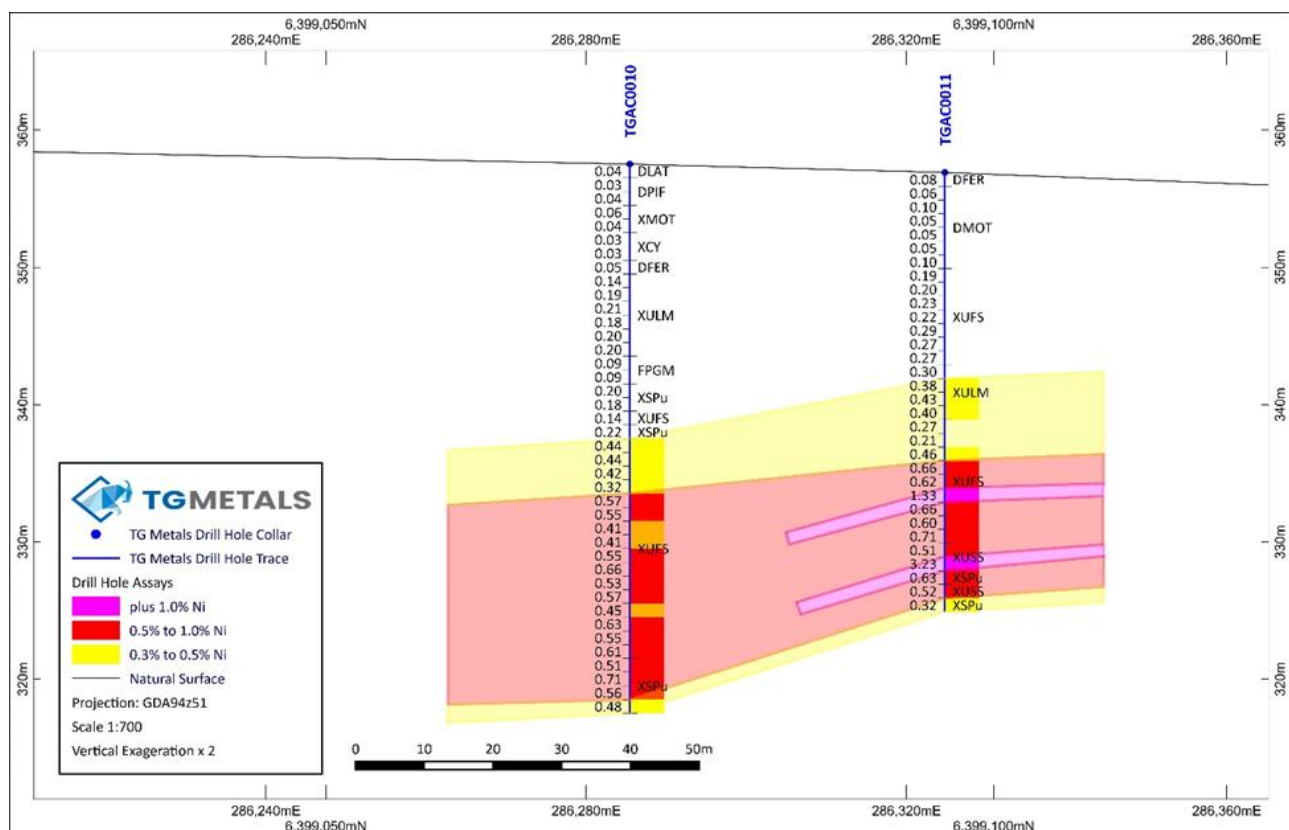 6,399,050mN 6,399,100mN
286,240mE 286,280mE 286,320mE 286,360mE
TGAC0010
TGAC0011
360m
350m
340m
330m
320m
360m
350m
340m
330m
320m
0.04 DLAT
0.03
0.04 DPIF
0.06
0.04 XMOT
0.03
0.03 XCY
0.05 DFER
0.14
0.19
0.21
0.18 XULM
0.20
0.20
0.09
0.09 FPGM
0.20
0.18 XSPu
0.14 XUFS
0.22 XSPu
0.44
0.44
0.42
0.32
0.57
0.55
0.41
0.41
0.55 XUFS
0.66
0.53
0.57
0.45
0.63
0.55
0.61
0.51
0.71
0.56 XSPu
0.48
0.08 DFER
0.06
0.10
0.05
0.05 DMOT
0.05
0.10
0.19
0.20
0.23
0.22 XUFS
0.29
0.27
0.27
0.30
0.38
0.43 XULM
0.40
0.27
0.21
0.46
0.66
0.62 XUFS
1.33
0.66
0.60
0.71
0.51
3.23 XUSS
0.63 XSPu
0.52 XUSS
0.32 XSPu
TGMETALS
TG Metals Drill Hole Collar
TG Metals Drill Hole Trace
Drill Hole Assays
plus 1.0% Ni
0.5% to 1.0% Ni
0.3% to 0.5% Ni
Natural Surface
Projection: GDA94z51
Scale 1:700
Vertical Exageration x 2
0 10 20 30 40 50m
286,240mE 286,280mE 286,320mE 286,360mE
6,399,050mN 6,399,100mN